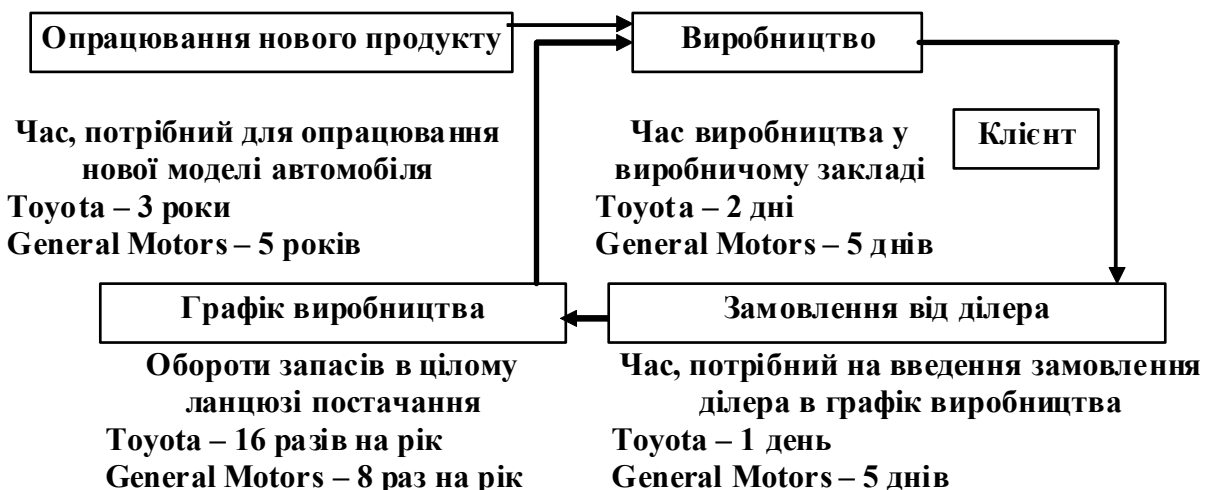 Опрацювання нового продукту
Виробництво
Час, потрібний для опрацювання
нової моделі автомобіля
Toyota – 3 роки
General Motors – 5 років
Час виробництва у
виробничому закладі
Toyota – 2 дні
General Motors – 5 днів
Клієнт
Графік виробництва
Замовлення від ділера
Обороти запасів в цілому
ланцюзі постачання
Toyota – 16 разів на рік
General Motors – 8 раз на рік
Час, потрібний на введення замовлення
ділера в графік виробництва
Toyota – 1 день
General Motors – 5 днів